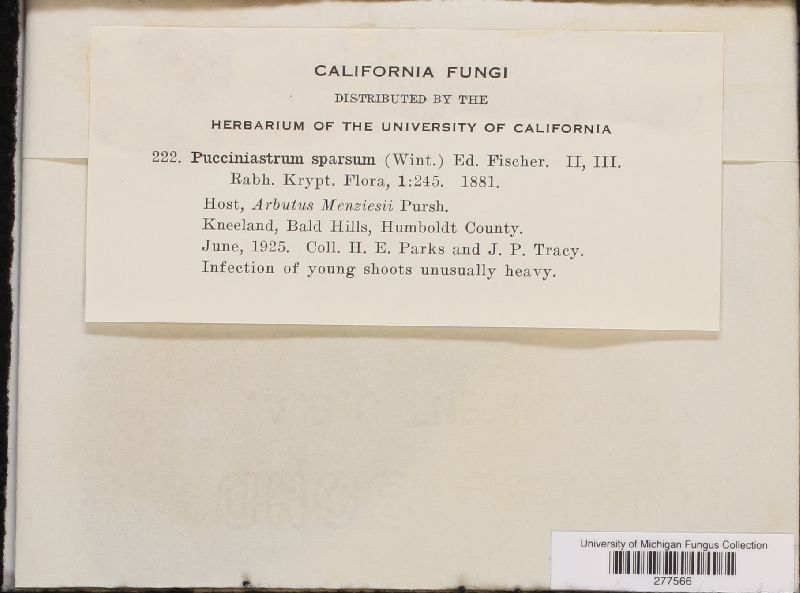 CALIFORNIA FUNGI
DISTRIBUTED BY THE
HERBARIUM OF THE UNIVERSITY OF CALIFORNIA
222. Pucciniastrum sparsum (Wint.) Ed. Fischer. II, III.
Rabh. Krypt. Flora, 1:245. 1881.
Host, Arbutus Menziesii Pursh.
Kneeland, Bald Hills, Humboldt County.
June, 1925. Coll. H. E. Parks and J. P. Tracy.
Infection of young shoots unusually heavy.
University of Michigan Fungus Collection
277566